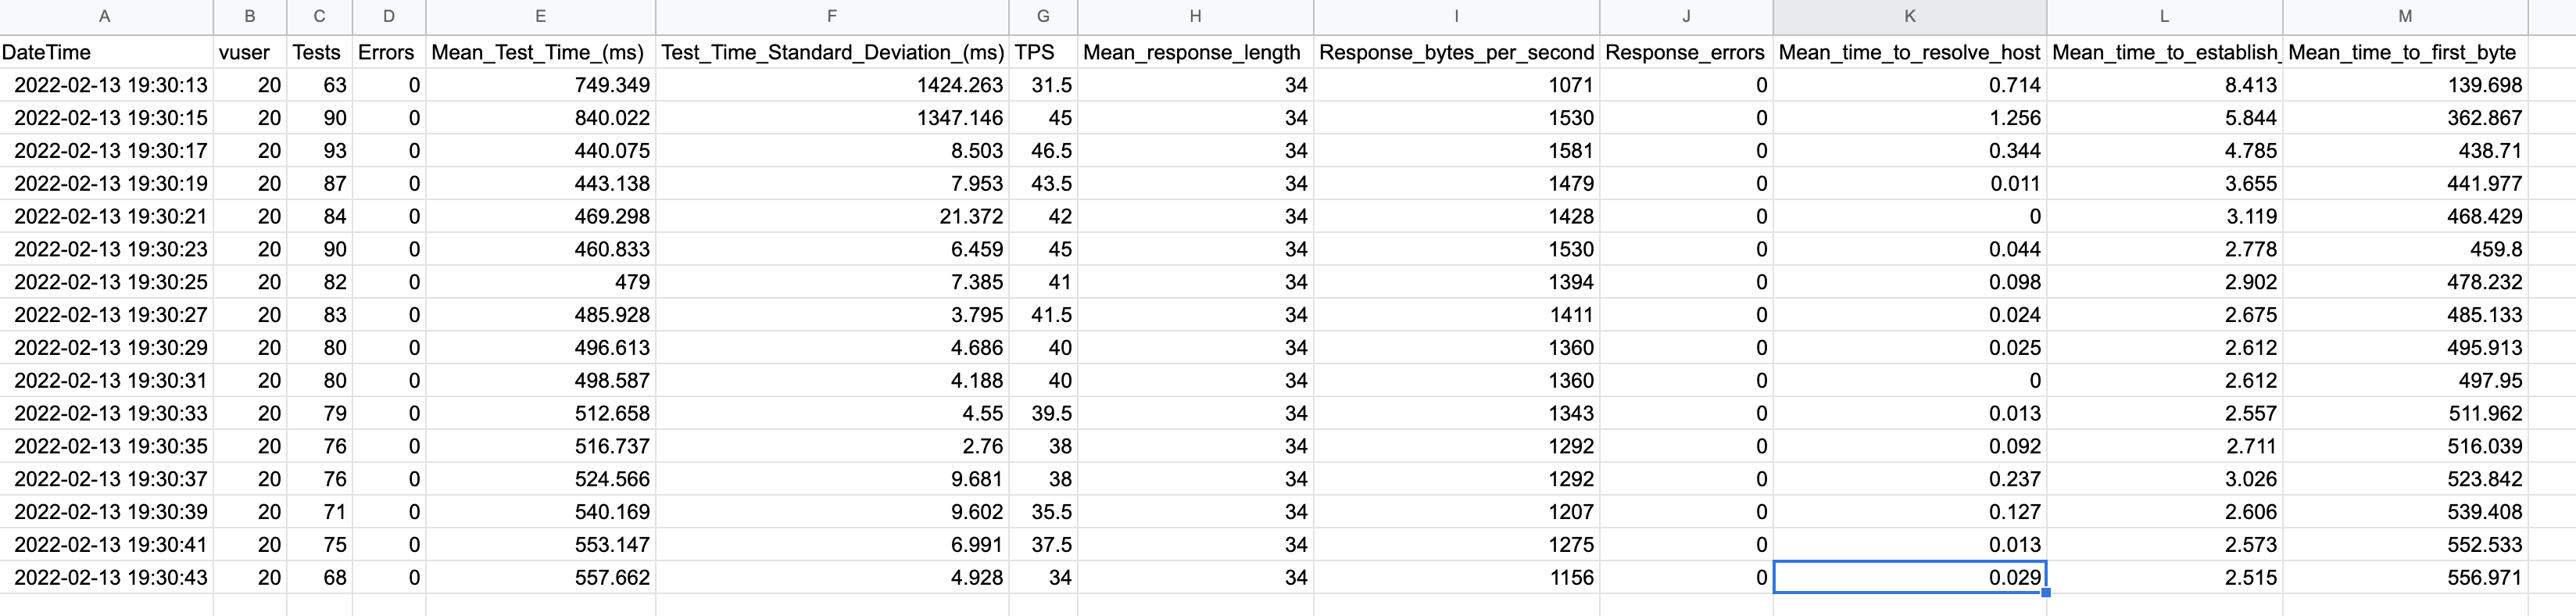 A B C D E F G H I J K L M
DateTime vuser Tests Errors Mean_Test_Time_(ms) Test_Time_Standard_Deviation_(ms) TPS Mean_response_length Response_bytes_per_second Response_errors Mean_time_to_resolve_host Mean_time_to_establish_ Mean_time_to_first_byte
2022-02-13 19:30:13 20 63 0 749.349 1424.263 31.5 34 1071 0 0.714 8.413 139.698
2022-02-13 19:30:15 20 90 0 840.022 1347.146 45 34 1530 0 1.256 5.844 362.867
2022-02-13 19:30:17 20 93 0 440.075 8.503 46.5 34 1581 0 0.344 4.785 438.71
2022-02-13 19:30:19 20 87 0 443.138 7.953 43.5 34 1479 0 0.011 3.655 441.977
2022-02-13 19:30:21 20 84 0 469.298 21.372 42 34 1428 0 0 3.119 468.429
2022-02-13 19:30:23 20 90 0 460.833 6.459 45 34 1530 0 0.044 2.778 459.8
2022-02-13 19:30:25 20 82 0 479 7.385 41 34 1394 0 0.098 2.902 478.232
2022-02-13 19:30:27 20 83 0 485.928 3.795 41.5 34 1411 0 0.024 2.675 485.133
2022-02-13 19:30:29 20 80 0 496.613 4.686 40 34 1360 0 0.025 2.612 495.913
2022-02-13 19:30:31 20 80 0 498.587 4.188 40 34 1360 0 0 2.612 497.95
2022-02-13 19:30:33 20 79 0 512.658 4.55 39.5 34 1343 0 0.013 2.557 511.962
2022-02-13 19:30:35 20 76 0 516.737 2.76 38 34 1292 0 0.092 2.711 516.039
2022-02-13 19:30:37 20 76 0 524.566 9.681 38 34 1292 0 0.237 3.026 523.842
2022-02-13 19:30:39 20 71 0 540.169 9.602 35.5 34 1207 0 0.127 2.606 539.408
2022-02-13 19:30:41 20 75 0 553.147 6.991 37.5 34 1275 0 0.013 2.573 552.533
2022-02-13 19:30:43 20 68 0 557.662 4.928 34 34 1156 0 0.029 2.515 556.971